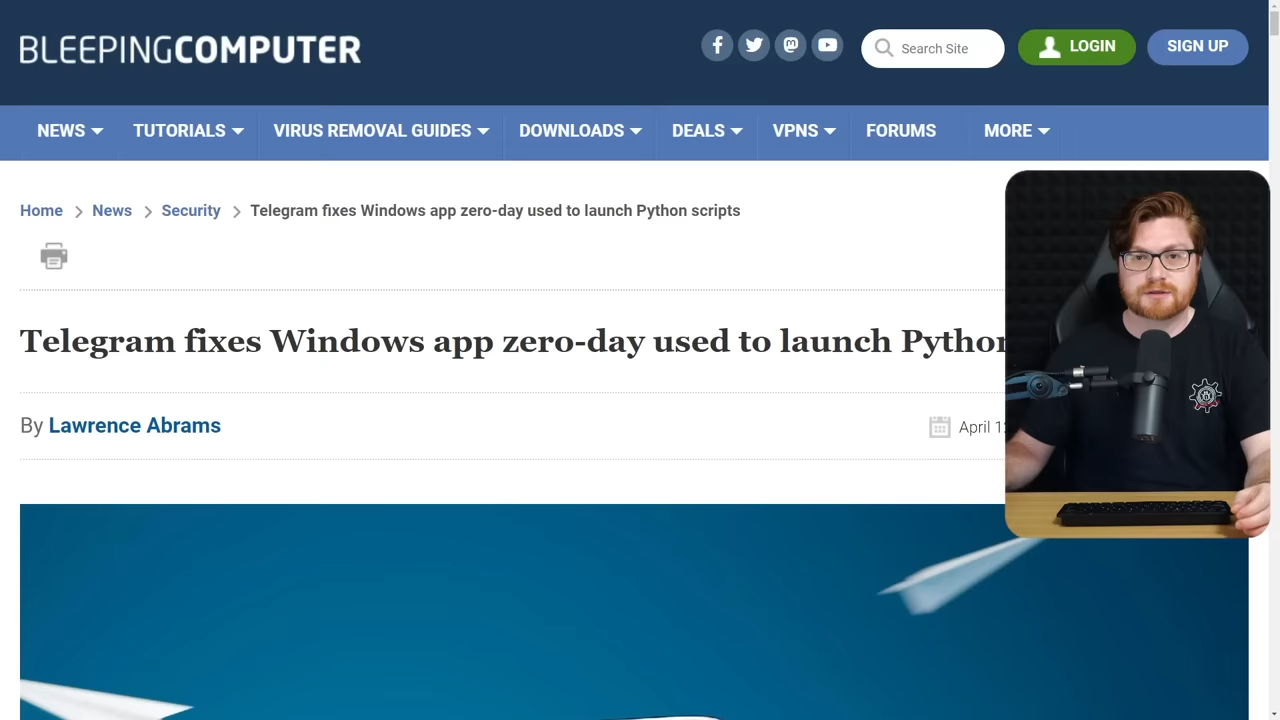 BLEEPINGCOMPUTER
Search Site
LOGIN
SIGN UP
NEWS
TUTORIALS
VIRUS REMOVAL GUIDES
DOWNLOADS
DEALS
VPNS
FORUMS
MORE
Home
News
Security
Telegram fixes Windows app zero-day used to launch Python scripts
Telegram fixes Windows app zero-day used to launch Python
By Lawrence Abrams
April